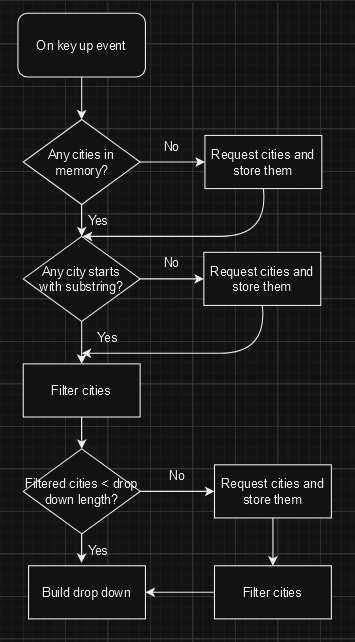 On key up event
Any cities in
memory?
No
Request cities and
store them
Yes
Any city starts
with substring?
No
Request cities and
store them
Yes
Filter cities
Filtered cities < drop
down length?
No
Request cities and
store them
Yes
Build drop down
Filter cities